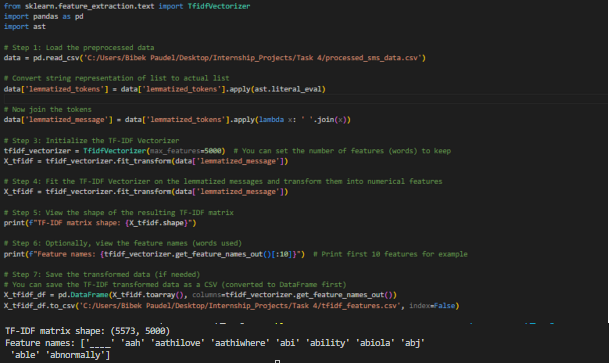 from sklearn.feature_extraction.text import TfidfVectorizer
import pandas as pd
import ast
# Step 1: Load the preprocessed data
data = pd.read_csv('C:/Users/Bibek Paudel/Desktop/Internship_Projects/Task 4/processed_sms_data.csv')
# Convert string representation of list to actual list
data['lemmatized_tokens'] = data['lemmatized_tokens'].apply(ast.literal_eval)
# Now join the tokens
data['lemmatized_message'] = data['lemmatized_tokens'].apply(lambda x: ' '.join(x))
# Step 3: Initialize the TF-IDF Vectorizer
tfidf_vectorizer = TfidfVectorizer(max_features=5000)  # You can set the number of features (words) to keep
X_tfidf = tfidf_vectorizer.fit_transform(data['lemmatized_message'])
# Step 4: Fit the TF-IDF Vectorizer on the lemmatized messages and transform them into numerical features
X_tfidf = tfidf_vectorizer.fit_transform(data['lemmatized_message'])
# Step 5: View the shape of the resulting TF-IDF matrix
print(f"TF-IDF matrix shape: {X_tfidf.shape}")
# Step 6: Optionally, view the feature names (words used)
print(f"Feature names: {tfidf_vectorizer.get_feature_names_out()[:10]}")  # Print first 10 features for example
# Step 7: Save the transformed data (if needed)
# You can save the TF-IDF transformed data as a CSV (converted to DataFrame first)
X_tfidf_df = pd.DataFrame(X_tfidf.toarray(), columns=tfidf_vectorizer.get_feature_names_out())
X_tfidf_df.to_csv('C:/Users/Bibek Paudel/Desktop/Internship_Projects/Task 4/tfidf_features.csv', index=False)
TF-IDF matrix shape: (5573, 5000)
Feature names: ['____' 'aah' 'aathilove' 'aathiwhere' 'abi' 'ability' 'abiola' 'abj'
 'able' 'abnormally']